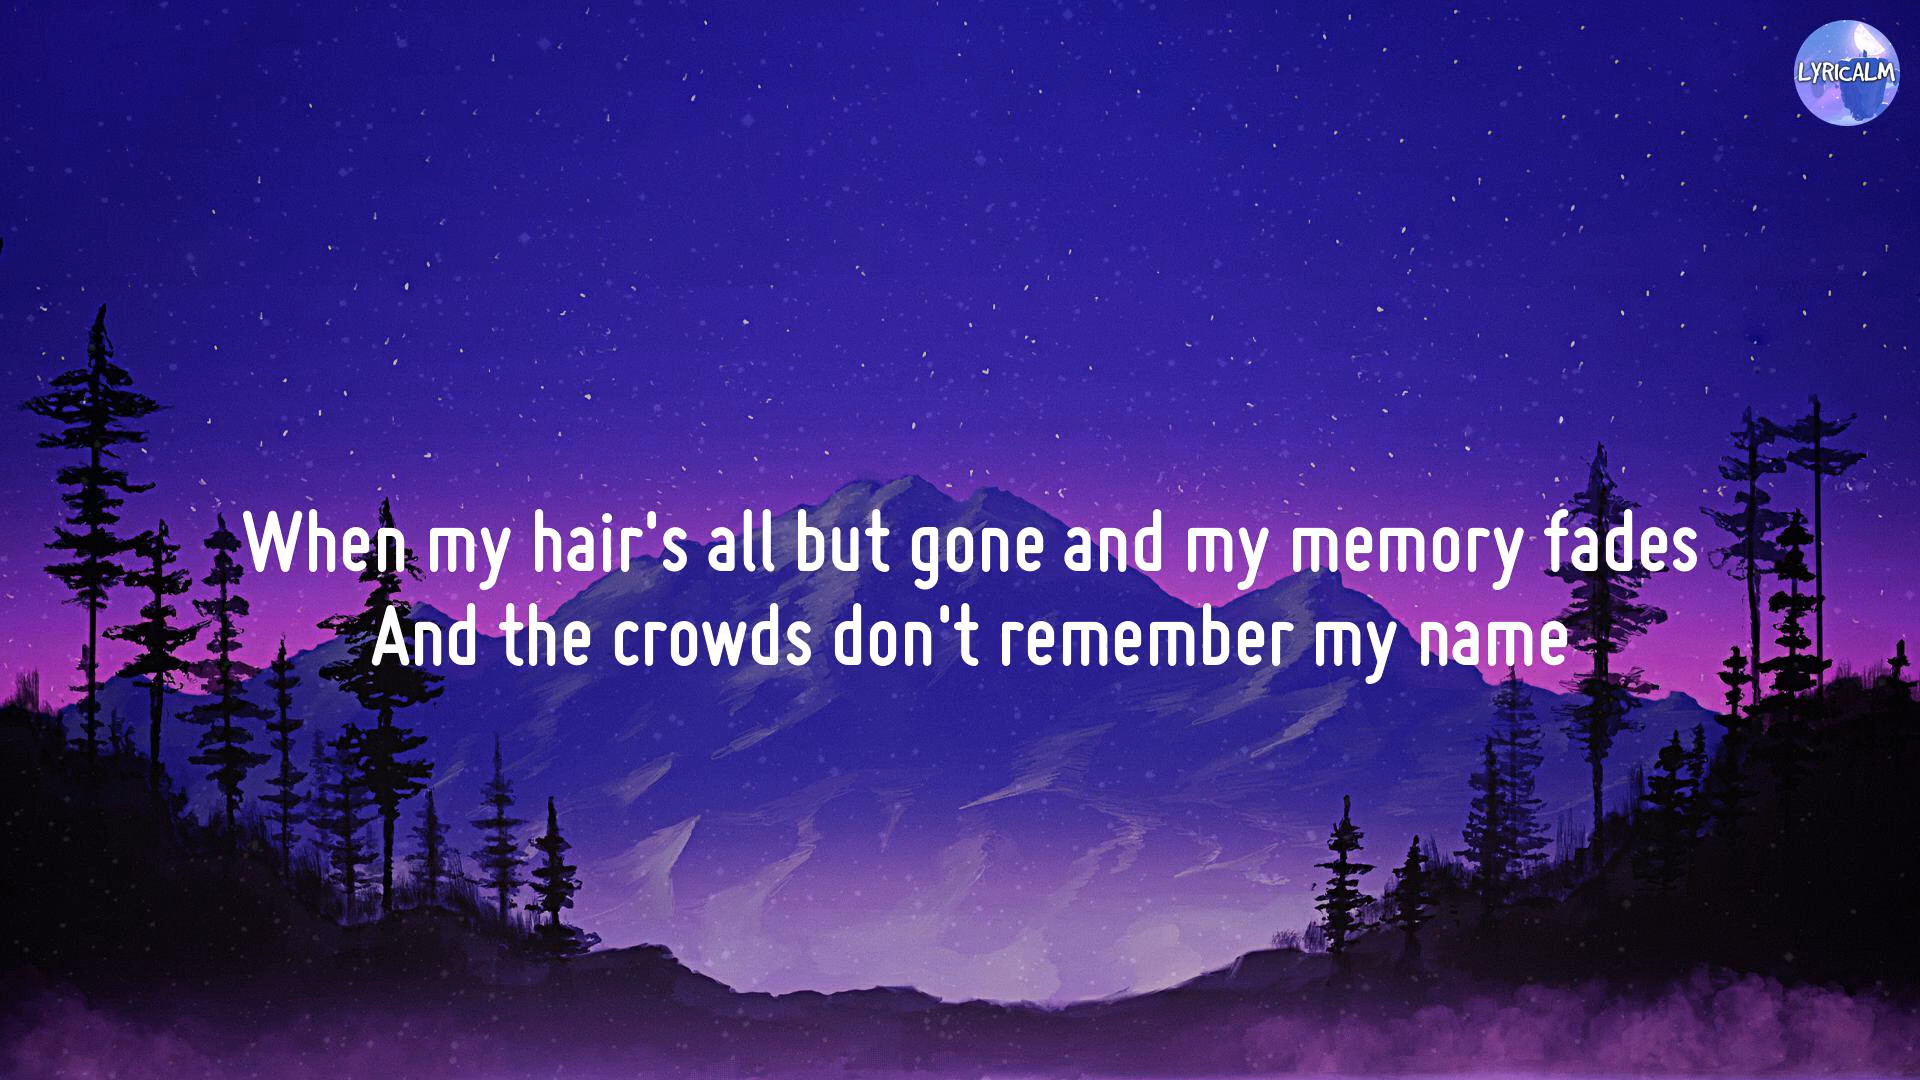 LYRICALM
When my hair's all but gone and my memory fades
And the crowds don't remember my name